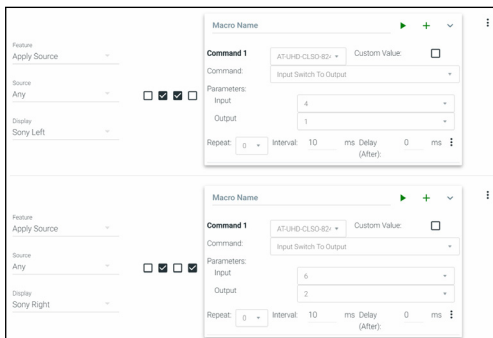 Macro Name
Feature
Apply Source
Source
Any
Display
Sony Left
Command 1
AT-UHD-CLSO-824
Custom Value:
Command:
Input Switch To Output
Parameters:
Input
4
Output
1
Repeat: 0 Interval: 10 ms Delay (After): 0 ms
Macro Name
Feature
Apply Source
Source
Any
Display
Sony Right
Command 1
AT-UHD-CLSO-824
Custom Value:
Command:
Input Switch To Output
Parameters:
Input
6
Output
2
Repeat: 0 Interval: 10 ms Delay (After): 0 ms